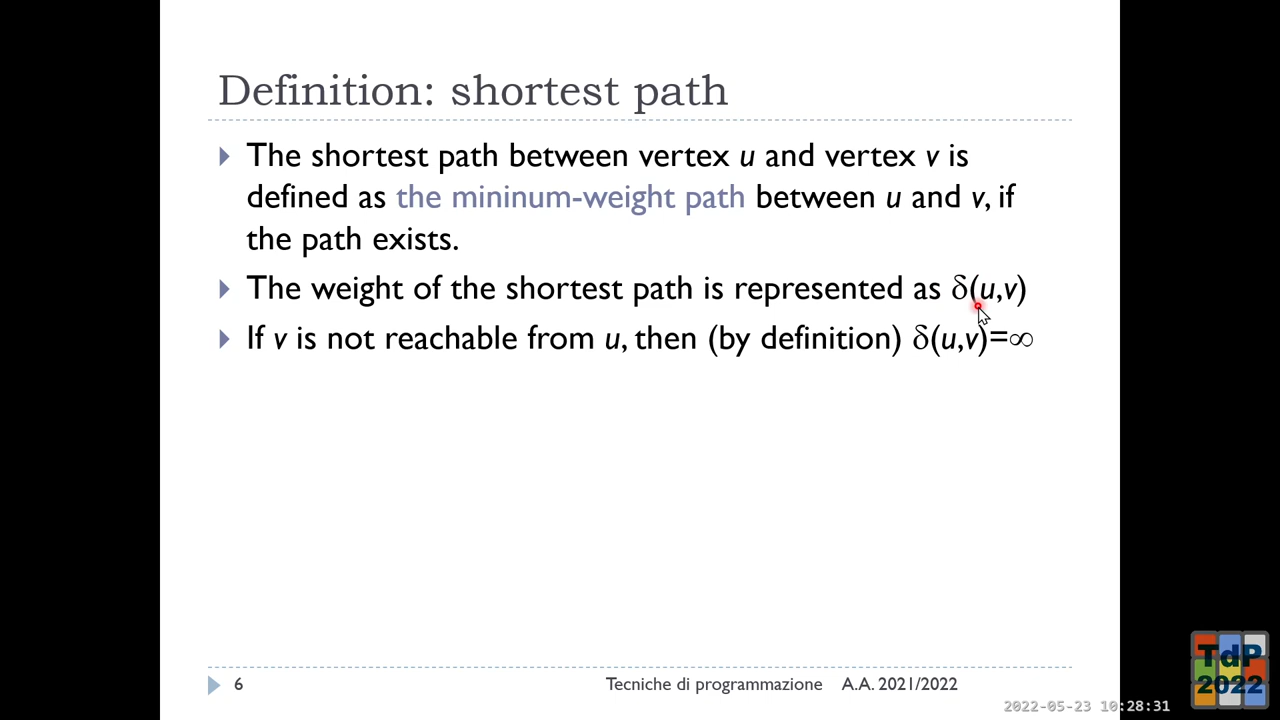 Definition: shortest path
The shortest path between vertex u and vertex v is
defined as the mininum-weight path between u and v, if
the path exists.
The weight of the shortest path is represented as δ(u,v)
If v is not reachable from u, then (by definition) δ(u,v)=∞
6
Tecniche di programmazione A.A. 2021/2022
TdP
2022
2022-05-23 10:28:31